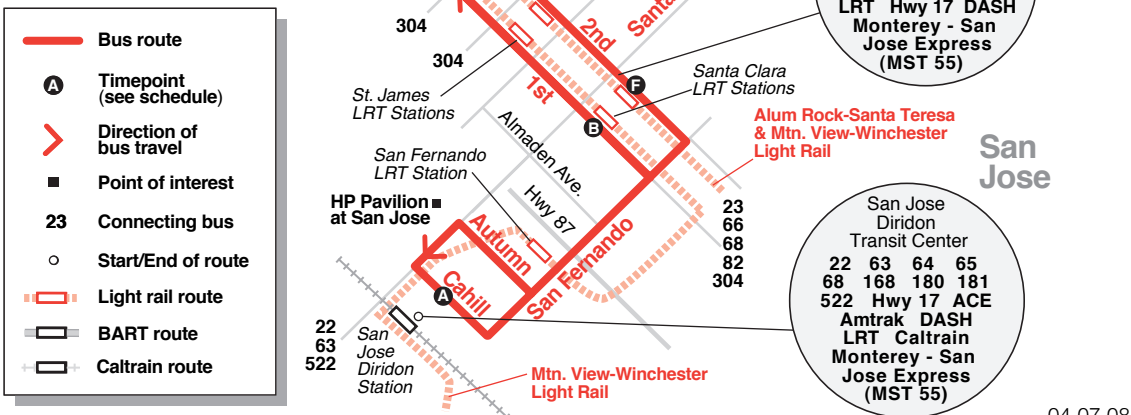 Bus route
A
Timepoint
(see schedule)
Direction of
bus travel
Point of interest
23
Connecting bus
Start/End of route
Light rail route
BART route
Caltrain route
304
304
2nd
Santa
1st
St. James
LRT Stations
F
Santa Clara
LRT Stations
B
Almaden Ave.
San Fernando
LRT Station
Hwy 87
HP Pavilion
at San Jose
Autumn
San Fernando
Cahill
A
22
63
522
San
Jose
Diridon
Station
Mtn. View-Winchester
Light Rail
23
66
68
82
304
Alum Rock-Santa Teresa
& Mtn. View-Winchester
Light Rail
San
Jose
LRT Hwy 17 DASH
Monterey - San
Jose Express
(MST 55)
San Jose
Diridon
Transit Center
22 63 64 65
68 168 180 181
522 Hwy 17 ACE
Amtrak DASH
LRT Caltrain
Monterey - San
Jose Express
(MST 55)